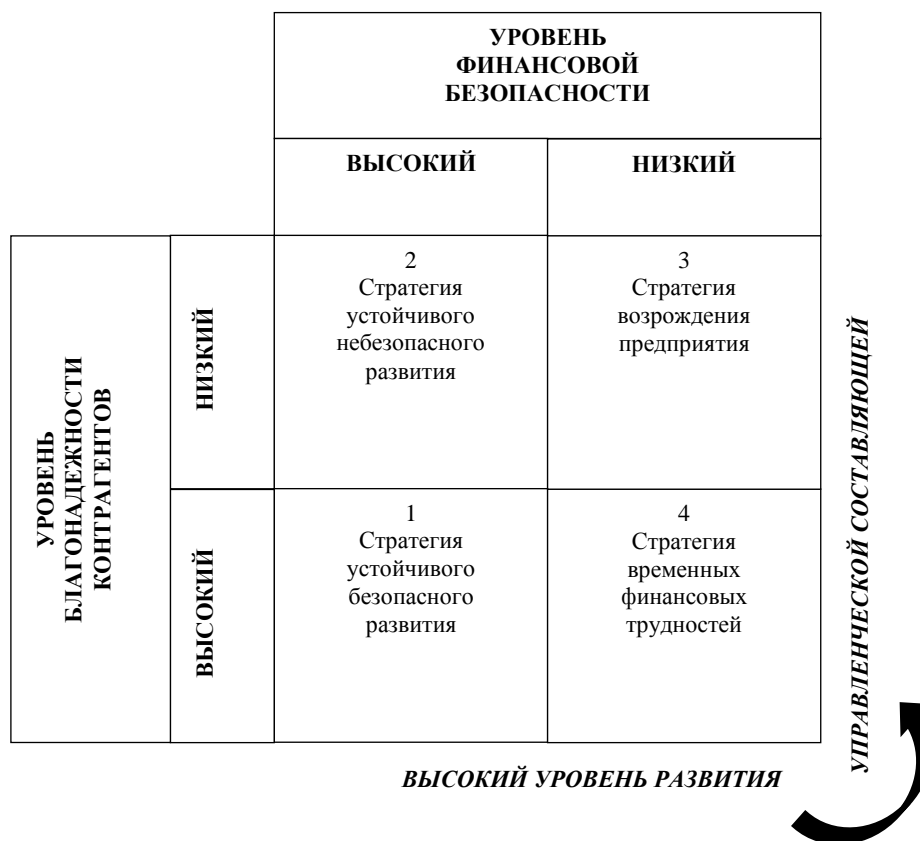 УРОВЕНЬ
ФИНАНСОВОЙ
БЕЗОПАСНОСТИ
ВЫСОКИЙ
НИЗКИЙ
УРОВЕНЬ
БЛАГОНАДЕЖНОСТИ
КОНТРАГЕНТОВ
НИЗКИЙ
2
Стратегия
устойчивого
небезопасного
развития
3
Стратегия
возрождения
предприятия
ВЫСОКИЙ
1
Стратегия
устойчивого
безопасного
развития
4
Стратегия
временных
финансовых
трудностей
ВЫСОКИЙ УРОВЕНЬ РАЗВИТИЯ
УПРАВЛЕНЧЕСКОЙ СОСТАВЛЯЮЩЕЙ